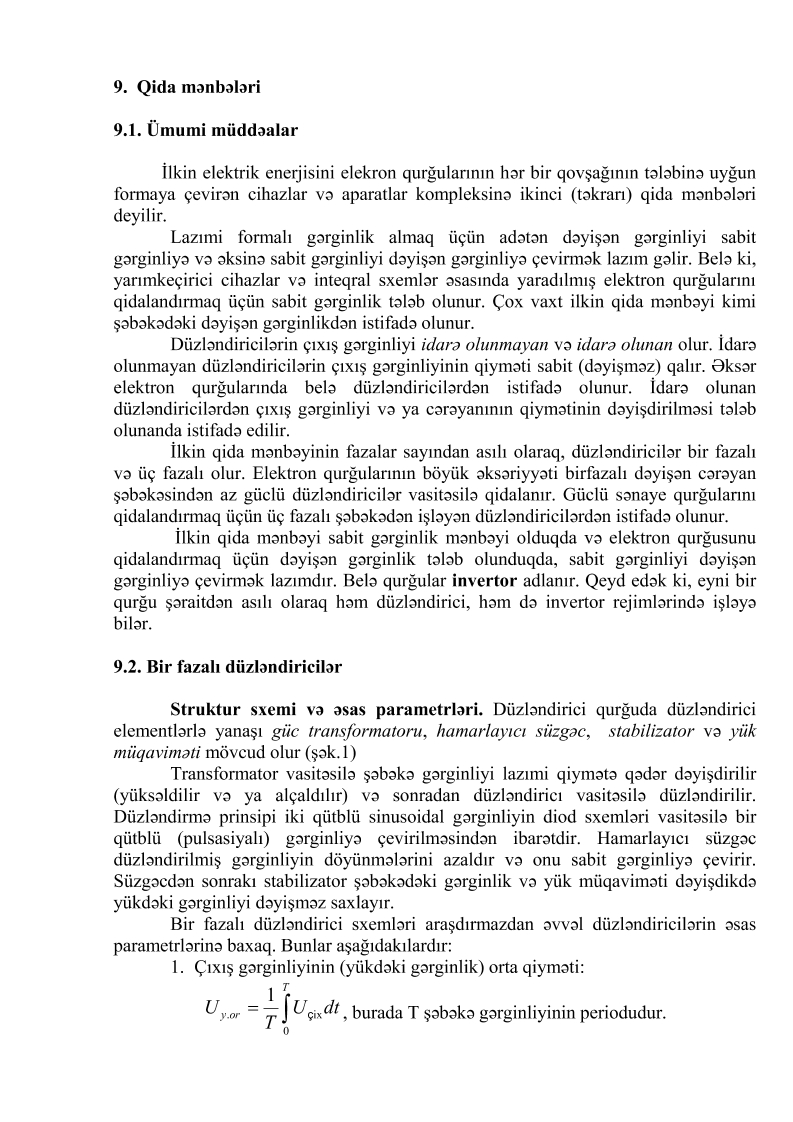 9. Qida mənbələri
9.1. Ümumi müddəalar
İlkin elektrik enerjisini elekron qurğularının hər bir qovşağının tələbinə uyğun
formaya çevirən cihazlar və aparatlar kompleksinə ikinci (təkrarı) qida mənbələri
deyilir.
Lazımi formalı gərginlik almaq üçün adətən dəyişən gərginliyi sabit
gərginliyə və əksinə sabit gərginliyi dəyişən gərginliyə çevirmək lazım gəlir. Belə ki,
yarımkeçirici cihazlar və inteqral sxemlər əsasında yaradılmış elektron qurğularını
qidalandırmaq üçün sabit gərginlik tələb olunur. Çox vaxt ilkin qida mənbəyi kimi
şəbəkədəki dəyişən gərginlikdən istifadə olunur.
Düzləndiricilərin çıxış gərginliyi idarə olunmayan və idarə olunan olur. İdarə
olunmayan düzləndiricilərin çıxış gərginliyinin qiyməti sabit (dəyişməz) qalır. Əksər
elektron qurğularında belə düzləndiricilərdən istifadə olunur. İdarə olunan
düzləndiricilərdən çıxış gərginliyi və ya cərəyanının qiymətinin dəyişdirilməsi tələb
olunanda istifadə edilir.
İlkin qida mənbəyinin fazalar sayından asılı olaraq, düzləndiricilər bir fazalı
və üç fazalı olur. Elektron qurğularının böyük əksəriyyəti birfazalı dəyişən cərəyan
şəbəkəsindən az güclü düzləndiricilər vasitəsilə qidalanır. Güclü sənaye qurğularını
qidalandırmaq üçün üç fazalı şəbəkədən işləyən düzləndiricilərdən istifadə olunur.
İlkin qida mənbəyi sabit gərginlik mənbəyi olduqda və elektron qurğusunu
qidalandırmaq üçün dəyişən gərginlik tələb olunduqda, sabit gərginliyi dəyişən
gərginliyə çevirmək lazımdır. Belə qurğular invertor adlanır. Qeyd edək ki, eyni bir
qurğu şəraitdən asılı olaraq həm düzləndirici, həm də invertor rejimlərində işləyə
bilər.
9.2. Bir fazalı düzləndiricilər
Struktur sxemi və əsas parametrləri. Düzləndirici qurğuda düzləndirici
elementlərlə yanaşı güc transformatoru, hamarlayıcı süzgəc, stabilizator və yük
müqaviməti mövcud olur (şək.1)
Transformator vasitəsilə şəbəkə gərginliyi lazımi qiymətə qədər dəyişdirilir
(yüksəldilir və ya alçaldılır) və sonradan düzləndiricı vasitəsilə düzləndirilir.
Düzləndirmə prinsipi iki qütblü sinusoidal gərginliyin diod sxemləri vasitəsilə bir
qütblü (pulsasiyalı) gərginliyə çevirilməsindən ibarətdir. Hamarlayıcı süzgəc
düzləndirilmiş gərginliyin döyünmələrini azaldır və onu sabit gərginliyə çevirir.
Süzgəcdən sonrakı stabilizator şəbəkədəki gərginlik və yük müqaviməti dəyişdikdə
yükdəki gərginliyi dəyişməz saxlayır.
Bir fazalı düzləndirici sxemləri araşdırmazdan əvvəl düzləndiricilərin əsas
parametrlərinə baxaq. Bunlar aşağıdakılardır:
1. Çıxış gərginliyinin (yükdəki gərginlik) orta qiyməti:
U y.or = 1/T ∫₀ᵀ U çix dt , burada T şəbəkə gərginliyinin periodudur.